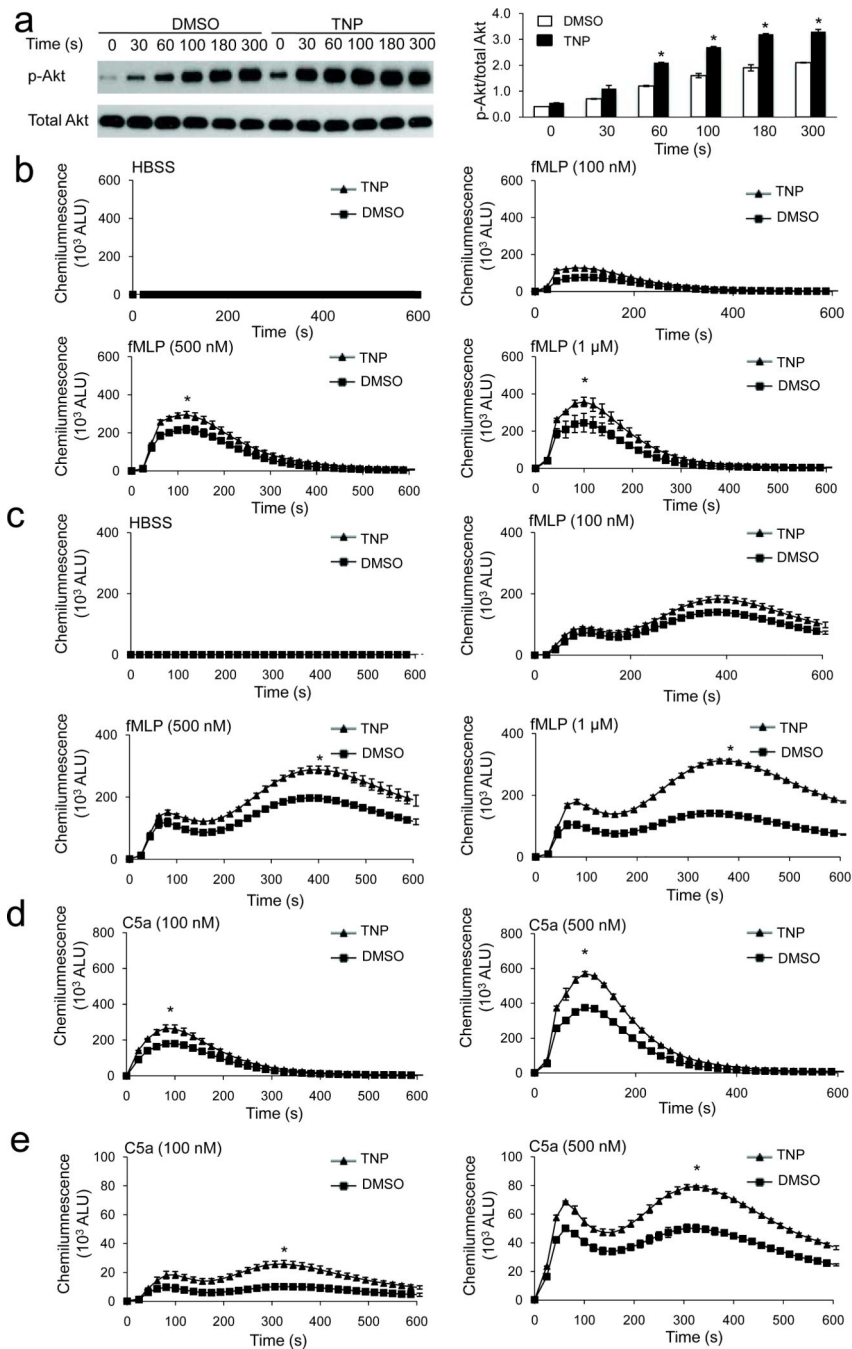 a
DMSO TNP
Time (s) 0 30 60 100 180 300 0 30 60 100 180 300
p-Akt
Total Akt
p-Akt/total Akt
4.0
3.0
2.0
1.0
0.0
DMSO
TNP
* * * *
0 30 60 100 180 300
Time (s)
b
HBSS
Chemilumnescence
(10³ ALU)
600
400
200
0
TNP
DMSO
0 200 400 600
Time (s)
fMLP (100 nM)
Chemilumnescence
(10³ ALU)
600
400
200
0
TNP
DMSO
0 200 400 600
Time (s)
fMLP (500 nM)
Chemilumnescence
(10³ ALU)
600
400
200
0
*
TNP
DMSO
0 100 200 300 400 500 600
Time (s)
fMLP (1 µM)
Chemilumnescence
(10³ ALU)
600
400
200
0
*
TNP
DMSO
0 100 200 300 400 500 600
Time (s)
c
HBSS
Chemilumnescence
(10³ ALU)
400
200
0
TNP
DMSO
0 100 200 300 400 500 600
Time (s)
fMLP (100 nM)
Chemilumnescence
(10³ ALU)
400
200
0
TNP
DMSO
0 200 400 600
Time (s)
fMLP (500 nM)
Chemilumnescence
(10³ ALU)
400
200
0
*
TNP
DMSO
0 100 200 300 400 500 600
Time (s)
fMLP (1 µM)
Chemilumnescence
(10³ ALU)
400
200
0
*
TNP
DMSO
0 100 200 300 400 500 600
Time (s)
d
C5a (100 nM)
Chemilumnescence
(10³ ALU)
800
600
400
200
0
*
TNP
DMSO
0 100 200 300 400 500 600
Time (s)
C5a (500 nM)
Chemilumnescence
(10³ ALU)
800
600
400
200
0
*
TNP
DMSO
0 200 400 600
Time (s)
e
C5a (100 nM)
Chemilumnescence
(10³ ALU)
100
80
60
40
20
0
*
TNP
DMSO
0 100 200 300 400 500 600
Time (s)
C5a (500 nM)
Chemilumnescence
(10³ ALU)
100
80
60
40
20
0
*
TNP
DMSO
0 100 200 300 400 500 600
Time (s)